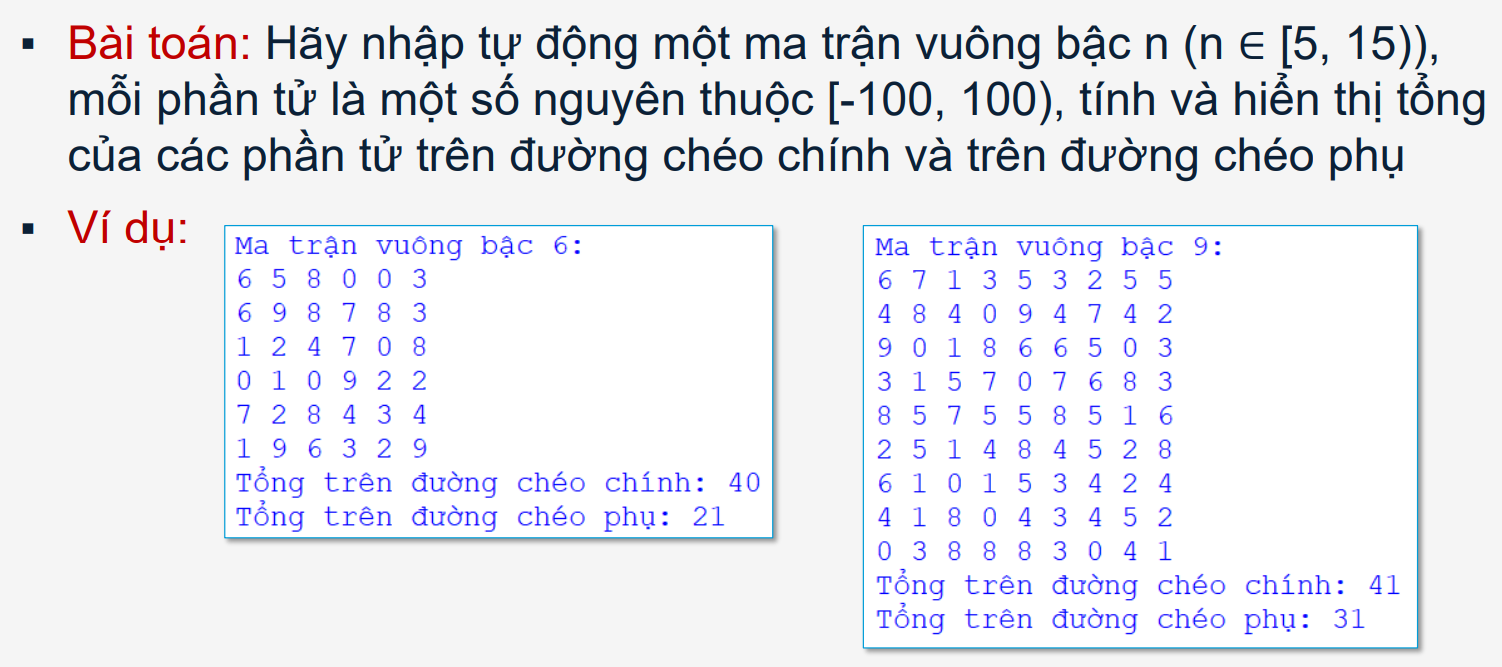 ▪ Bài toán: Hãy nhập tự động một ma trận vuông bậc n (n ∈ [5, 15)),
mỗi phần tử là một số nguyên thuộc [-100, 100), tính và hiển thị tổng
của các phần tử trên đường chéo chính và trên đường chéo phụ
▪ Ví dụ:
Ma trận vuông bậc 6:
6 5 8 0 0 3
6 9 8 7 8 3
1 2 4 7 0 8
0 1 0 9 2 2
7 2 8 4 3 4
1 9 6 3 2 9
Tổng trên đường chéo chính: 40
Tổng trên đường chéo phụ: 21
Ma trận vuông bậc 9:
6 7 1 3 5 3 2 5 5
4 8 4 0 9 4 7 4 2
9 0 1 8 6 6 5 0 3
3 1 5 7 0 7 6 8 3
8 5 7 5 5 8 5 1 6
2 5 1 4 8 4 5 2 8
6 1 0 1 5 3 4 2 4
4 1 8 0 4 3 4 5 2
0 3 8 8 8 3 0 4 1
Tổng trên đường chéo chính: 41
Tổng trên đường chéo phụ: 31